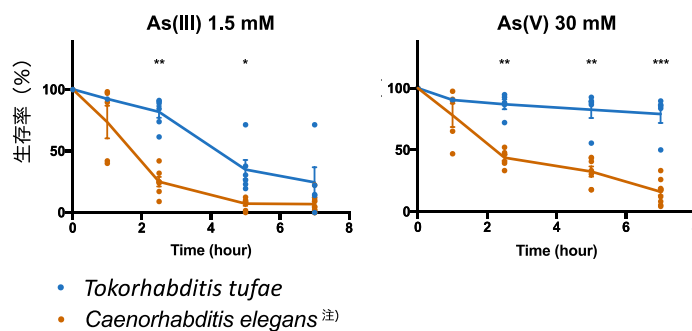 As(III) 1.5 mM
As(V) 30 mM
生存率（%）
100
50
0
**
*
0 2 4 6 8
Time (hour)
100
50
0
**
**
***
0 2 4 6 8
Time (hour)
Tokorhabditis tufae
Caenorhabditis elegans 注)